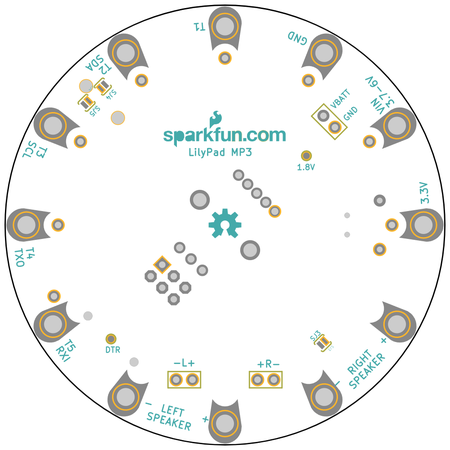 T1
GND
T2
SDA
SJ4
SJ5
VIN
3.7-6V
VBATT
GND
T3
SCL
sparkfun.com
LilyPad MP3
1.8V
3.3V
T4
TXO
T5
RXI
DTR
SJ3
-L+
+R-
- LEFT +
SPEAKER
+ RIGHT -
SPEAKER